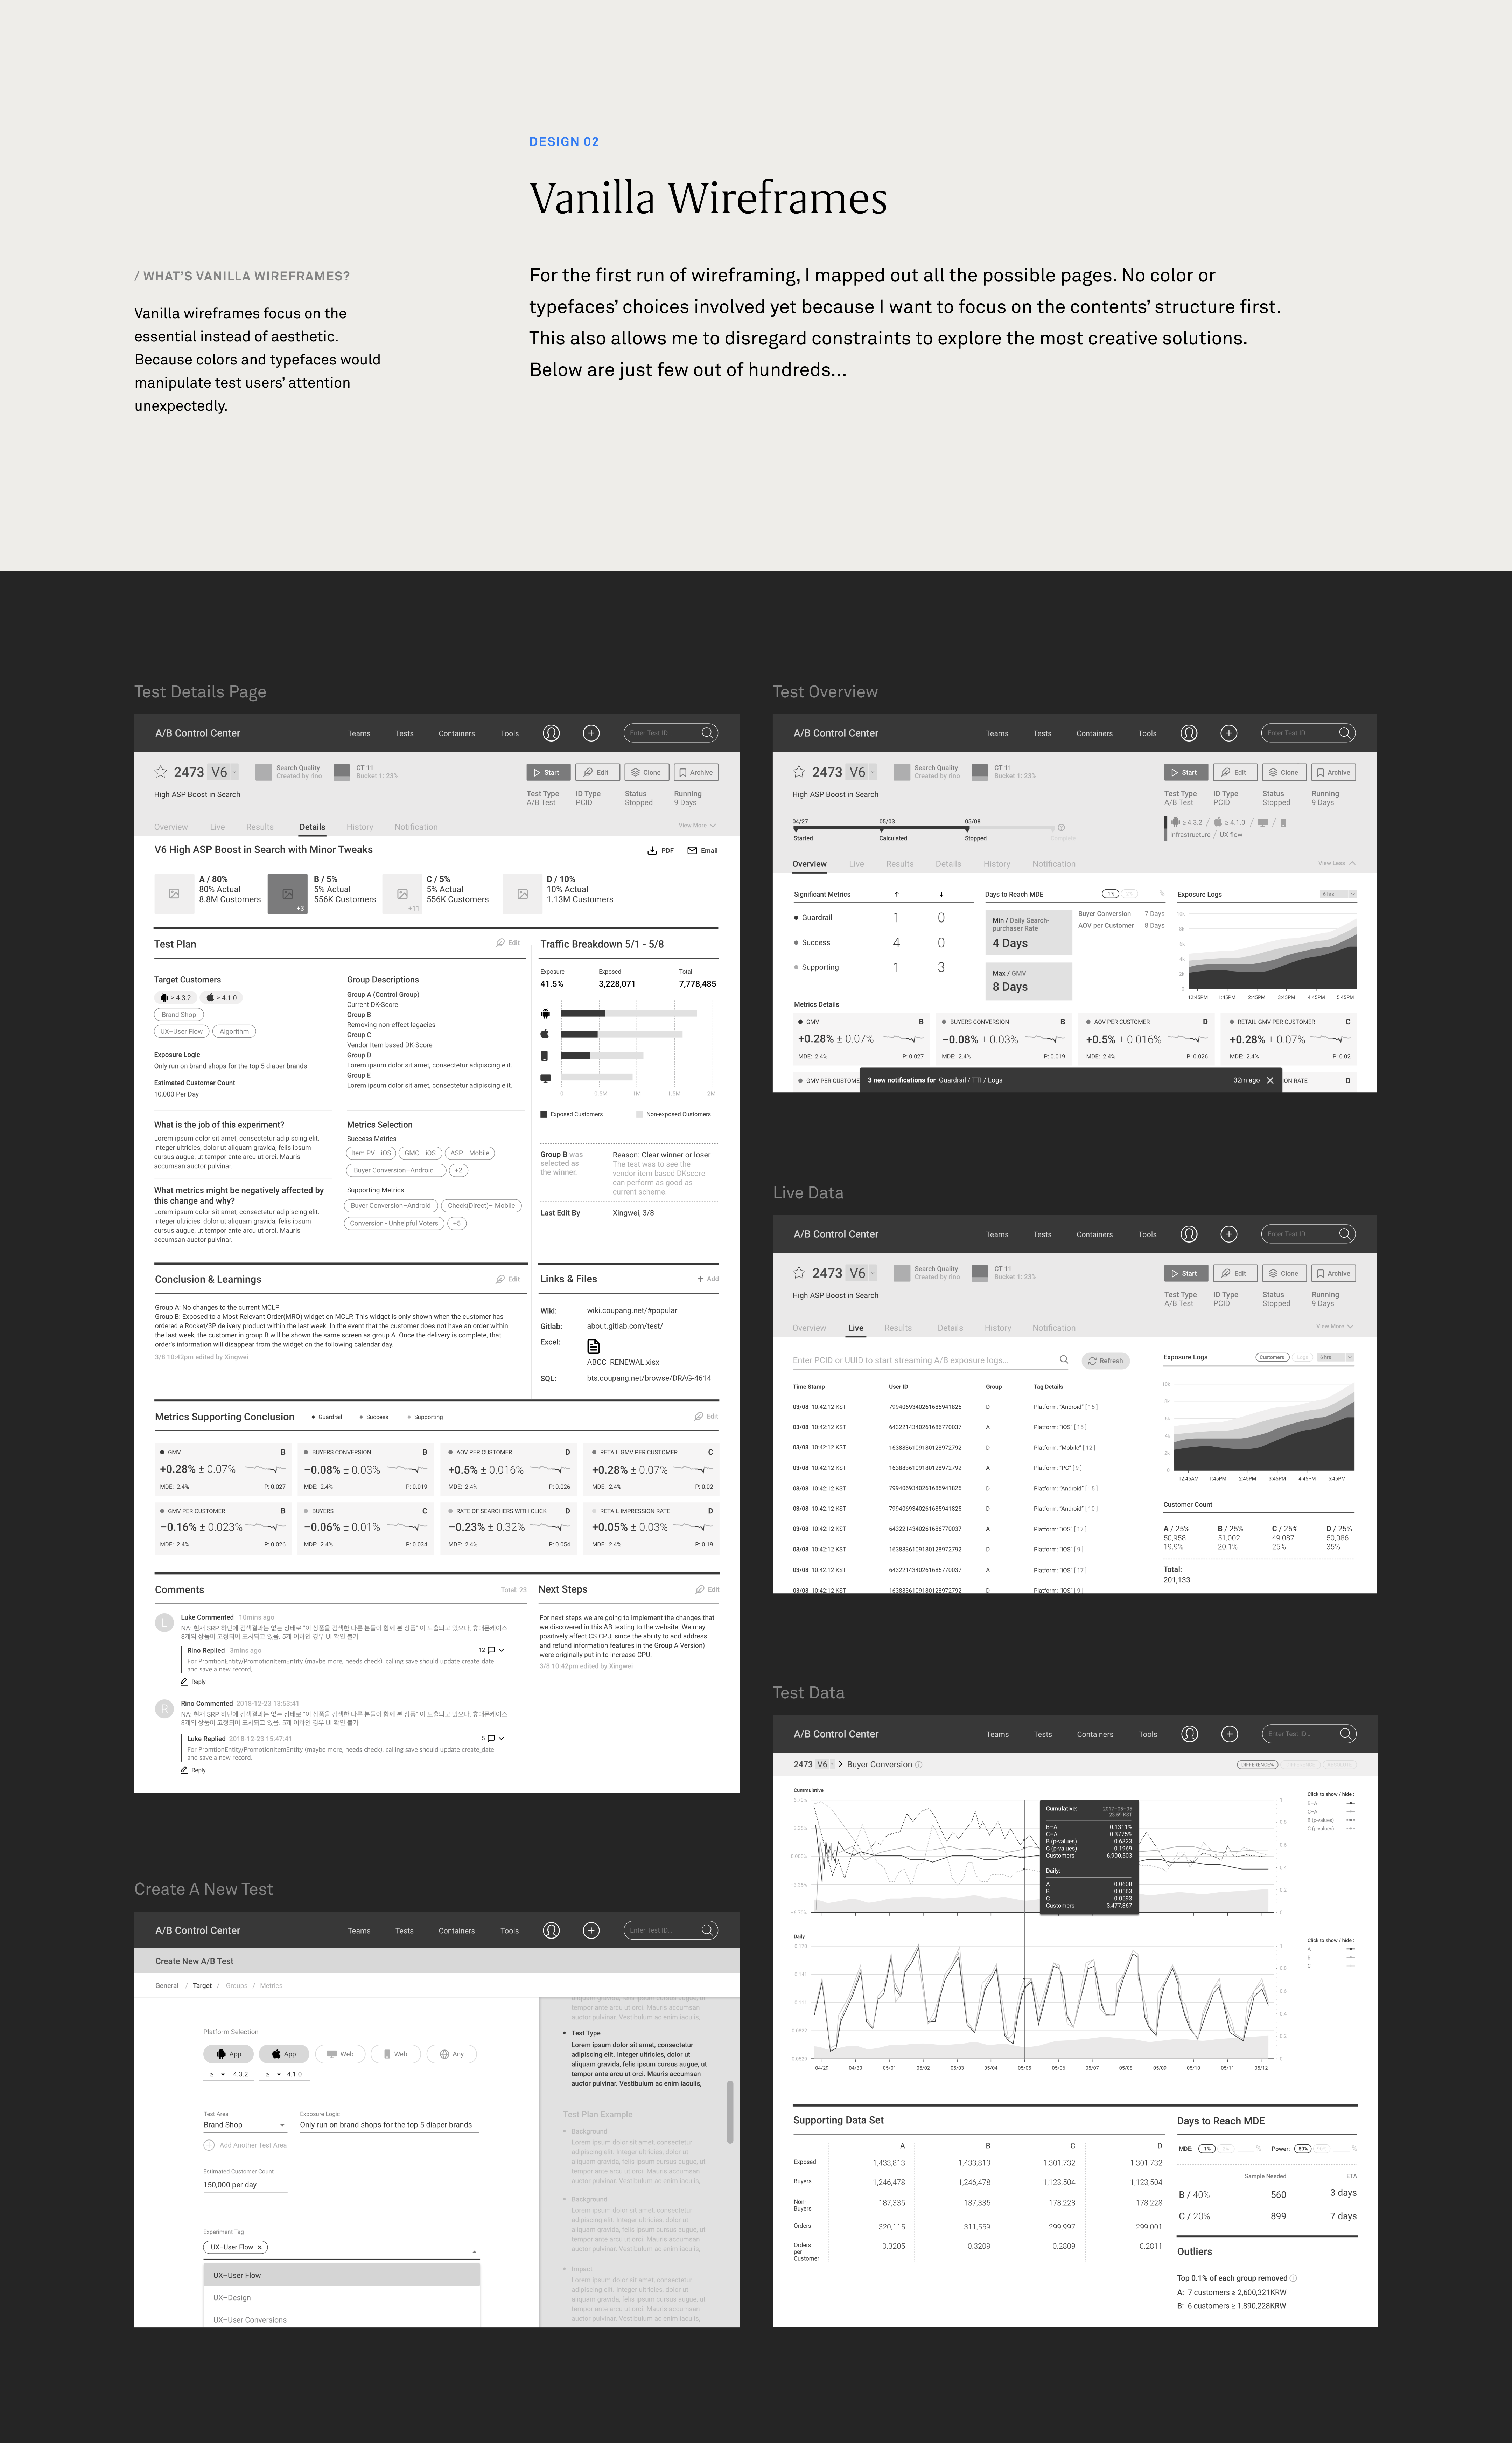 DESIGN 02
Vanilla Wireframes
/ WHAT'S VANILLA WIREFRAMES?
Vanilla wireframes focus on the
essential instead of aesthetic.
Because colors and typefaces would
manipulate test users' attention
unexpectedly.
For the first run of wireframing, I mapped out all the possible pages. No color or
typefaces' choices involved yet because I want to focus on the contents' structure first.
This also allows me to disregard constraints to explore the most creative solutions.
Below are just few out of hundreds...
Test Details Page
A/B Control Center Teams Tests Containers Tools Enter Test ID...
2473 V6 Search Quality Created by rino CT 11 Bucket 1: 23% Start Edit Clone Archive
High ASP Boost in Search
Test Type ID Type Status Running
A/B Test PCID Stopped 9 Days
Overview Live Results Details History Notification View More
V6 High ASP Boost in Search with Minor Tweaks PDF Email
A / 80% B / 5% C / 5% D / 10%
80% Actual 5% Actual 5% Actual 10% Actual
8.8M Customers 556K Customers 556K Customers 1.13M Customers
+3 +11
Test Plan Edit
Target Customers
≥ 4.3.2 ≥ 4.1.0
Brand Shop
UX–User Flow Algorithm
Exposure Logic
Only run on brand shops for the top 5 diaper brands
Estimated Customer Count
10,000 Per Day
Group Descriptions
Group A (Control Group)
Current DK-Score
Group B
Removing non-effect legacies
Group C
Vendor Item based DK-Score
Group D
Lorem ipsum dolor sit amet, consectetur adipiscing elit.
Group E
Lorem ipsum dolor sit amet, consectetur adipiscing elit.
What is the job of this experiment?
Lorem ipsum dolor sit amet, consectetur adipiscing elit.
Integer ultricies, dolor ut aliquam gravida, felis ipsum
cursus augue, ut tempor ante arcu ut orci. Mauris
accumsan auctor pulvinar.
What metrics might be negatively affected by
this change and why?
Lorem ipsum dolor sit amet, consectetur adipiscing elit.
Integer ultricies, dolor ut aliquam gravida, felis ipsum
cursus augue, ut tempor ante arcu ut orci. Mauris
accumsan auctor pulvinar.
Metrics Selection
Success Metrics
Item PV– iOS GMC– iOS ASP– Mobile
Buyer Conversion–Android +2
Supporting Metrics
Buyer Conversion–Android Check(Direct)– Mobile
Conversion - Unhelpful Voters +5
Traffic Breakdown 5/1 - 5/8
Exposure Exposed Total
41.5% 3,228,071 7,778,485
0 0.5M 1M 1.5M 2M
Exposed Customers Non-exposed Customers
Group B was
selected as
the winner.
Reason: Clear winner or loser
The test was to see the
vendor item based DKscore
can perform as good as
current scheme.
Last Edit By Xingwei, 3/8
Conclusion & Learnings Edit
Group A: No changes to the current MCLP
Group B: Exposed to a Most Relevant Order(MRO) widget on MCLP. This widget is only shown when the customer has
ordered a Rocket/3P delivery product within the last week. In the event that the customer does not have an order within
the last week, the customer in group B will be shown the same screen as group A. Once the delivery is complete, that
order's information will disappear from the widget on the following calendar day.
3/8 10:42pm edited by Xingwei
Links & Files + Add
Wiki: wiki.coupang.net/#popular
Gitlab: about.gitlab.com/test/
Excel:
ABCC_RENEWAL.xisx
SQL: bts.coupang.net/browse/DRAG-4614
Metrics Supporting Conclusion Guardrail Success Supporting Edit
GMV B BUYERS CONVERSION B AOV PER CUSTOMER D RETAIL GMV PER CUSTOMER C
+0.28% ± 0.07% −0.08% ± 0.03% +0.5% ± 0.016% +0.28% ± 0.07%
MDE: 2.4% P: 0.027 MDE: 2.4% P: 0.019 MDE: 2.4% P: 0.026 MDE: 2.4% P: 0.02
GMV PER CUSTOMER B BUYERS C RATE OF SEARCHERS WITH CLICK D RETAIL IMPRESSION RATE D
−0.16% ± 0.023% −0.06% ± 0.01% −0.23% ± 0.32% +0.05% ± 0.03%
MDE: 2.4% P: 0.026 MDE: 2.4% P: 0.034 MDE: 2.4% P: 0.054 MDE: 2.4% P: 0.19
Comments Total: 23
L Luke Commented 10mins ago
NA: 현재 SRP 하단에 검색결과는 없는 상태로 "이 상품을 검색한 다른 분들이 함께 본 상품" 이 노출되고 있으나, 휴대폰케이스
8개의 상품이 고정되어 표시되고 있음. 5개 이하인 경우 UI 확인 불가
Rino Replied 3mins ago 12
For PromtionEntity/PromotionItemEntity (maybe more, needs check), calling save should update create_date
and save a new record.
Reply
R Rino Commented 2018-12-23 13:53:41
NA: 현재 SRP 하단에 검색결과는 없는 상태로 "이 상품을 검색한 다른 분들이 함께 본 상품" 이 노출되고 있으나, 휴대폰케이스
8개의 상품이 고정되어 표시되고 있음. 5개 이하인 경우 UI 확인 불가
Luke Replied 2018-12-23 15:47:41 5
For PromtionEntity/PromotionItemEntity (maybe more, needs check), calling save should update create_date
and save a new record.
Reply
Next Steps Edit
For next steps we are going to implement the changes that
we discovered in this AB testing to the website. We may
positively affect CS CPU, since the ability to add address
and refund information features in the Group A Version)
were originally put in to increase CPU.
3/8 10:42pm edited by Xingwei
Create A New Test
A/B Control Center Teams Tests Containers Tools Enter Test ID...
Create New A/B Test
General / Target / Groups / Metrics
Platform Selection
App App Web Web Any
≥ 4.3.2 ≥ 4.1.0
Test Area Exposure Logic
Brand Shop Only run on brand shops for the top 5 diaper brands
Add Another Test Area
Estimated Customer Count
150,000 per day
Experiment Tag
UX–User Flow ×
UX–User Flow
UX–Design
UX–User Conversions
tempor ante arcu ut orci. Mauris accumsan
auctor pulvinar. Vestibulum ac enim iaculis,
Test Type
Lorem ipsum dolor sit amet, consectetur
adipiscing elit. Integer ultricies, dolor ut
aliquam gravida, felis ipsum cursus augue, ut
tempor ante arcu ut orci. Mauris accumsan
auctor pulvinar. Vestibulum ac enim iaculis,
Test Plan Example
Background
Lorem ipsum dolor sit amet, consectetur
adipiscing elit. Integer ultricies, dolor ut
aliquam gravida, felis ipsum cursus augue, ut
tempor ante arcu ut orci. Mauris accumsan
auctor pulvinar. Vestibulum ac enim iaculis,
Background
Lorem ipsum dolor sit amet, consectetur
adipiscing elit. Integer ultricies, dolor ut
aliquam gravida, felis ipsum cursus augue, ut
tempor ante arcu ut orci. Mauris accumsan
auctor pulvinar. Vestibulum ac enim iaculis,
Impact
Lorem ipsum dolor sit amet, consectetur
adipiscing elit. Integer ultricies, dolor ut
aliquam gravida, felis ipsum cursus augue, ut
tempor ante arcu ut orci. Mauris accumsan
auctor pulvinar. Vestibulum ac enim iaculis,
Test Overview
A/B Control Center Teams Tests Containers Tools Enter Test ID...
2473 V6 Search Quality Created by rino CT 11 Bucket 1: 23% Start Edit Clone Archive
High ASP Boost in Search
Test Type ID Type Status Running
A/B Test PCID Stopped 9 Days
04/27 05/03 05/08
Started Calculated Stopped
≥ 4.3.2 / ≥ 4.1.0 / /
Infrastructure / UX flow
Overview Live Results Details History Notification View Less
Significant Metrics ↑ ↓
Guardrail 1 0
Success 4 0
Supporting 1 3
Days to Reach MDE 1% %
Min / Daily Search-
purchaser Rate
4 Days
Max / GMV
8 Days
Buyer Conversion 7 Days
AOV per Customer 8 Days
Exposure Logs 6 hrs
10k
8k
6k
4k
2k
0
12:45PM 1:45PM 2:45PM 3:45PM 4:45PM 5:45PM
Metrics Details
GMV B BUYERS CONVERSION B AOV PER CUSTOMER D RETAIL GMV PER CUSTOMER C
+0.28% ± 0.07% −0.08% ± 0.03% +0.5% ± 0.016% +0.28% ± 0.07%
MDE: 2.4% P: 0.027 MDE: 2.4% P: 0.019 MDE: 2.4% P: 0.026 MDE: 2.4% P: 0.02
GMV PER CUSTOME 3 new notifications for Guardrail / TTI / Logs 32m ago × ION RATE D
Live Data
A/B Control Center Teams Tests Containers Tools Enter Test ID...
2473 V6 Search Quality Created by rino CT 11 Bucket 1: 23% Start Edit Clone Archive
High ASP Boost in Search
Test Type ID Type Status Running
A/B Test PCID Stopped 9 Days
Overview Live Results Details History Notification View More
Enter PCID or UUID to start streaming A/B exposure logs... Refresh
Time Stamp User ID Group Tag Details
03/08 10:42:12 KST 7994069340261685941825 D Platform: "Android" [ 15 ]
03/08 10:42:12 KST 6432214340261686770037 A Platform: "iOS" [ 15 ]
03/08 10:42:12 KST 1638836109180128972792 D Platform: "Mobile" [ 12 ]
03/08 10:42:12 KST 1638836109180128972792 A Platform: "PC" [ 9 ]
03/08 10:42:12 KST 7994069340261685941825 D Platform: "Android" [ 15 ]
03/08 10:42:12 KST 7994069340261685941825 D Platform: "Android" [ 10 ]
03/08 10:42:12 KST 6432214340261686770037 A Platform: "iOS" [ 17 ]
03/08 10:42:12 KST 1638836109180128972792 D Platform: "iOS" [ 9 ]
03/08 10:42:12 KST 6432214340261686770037 A Platform: "iOS" [ 17 ]
03/08 10:42:12 KST 1638836109180128972792 D Platform: "iOS" [ 9 ]
Exposure Logs Customers 6 hrs
10k
8k
6k
4k
2k
0
12:45AM 1:45PM 2:45PM 3:45PM 4:45PM 5:45PM
Customer Count
A / 25% B / 25% C / 25% D / 25%
50,958 51,002 49,087 50,086
19.9% 20.1% 25% 35%
Total:
201,133
Test Data
A/B Control Center Teams Tests Containers Tools Enter Test ID...
2473 V6 > Buyer Conversion DIFFERENCE%
Cummulative
6.70%
3.35%
0.000%
−3.35%
−6.70%
1
0.8
0.6
0.4
0.2
0
Cumulative: 2017–05–05
23:59 KST
B–A 0.1311%
C–A 0.3775%
B (p-values) 0.6323
C (p-values) 0.1969
Customers 6,900,503
Daily:
A 0.0608
B 0.0563
C 0.0593
Customers 3,477,367
Click to show / hide :
B–A
C–A
B (p-values)
C (p-values)
Daily
0.170
0.141
0.111
0.0822
0.0529
1
0.8
0.6
0.4
0.2
0
04/29 04/30 05/01 05/02 05/03 05/04 05/05 05/06 05/07 05/08 05/09 05/10 05/11 05/12
Click to show / hide :
A
B
C
Supporting Data Set
A B C D
Exposed 1,433,813 1,433,813 1,301,732 1,301,732
Buyers 1,246,478 1,246,478 1,123,504 1,123,504
Non-
Buyers 187,335 187,335 178,228 178,228
Orders 320,115 311,559 299,997 299,001
Orders
per
Customer 0.3205 0.3209 0.2809 0.2811
Days to Reach MDE
MDE: 1% % Power: 80% %
Sample Needed ETA
B / 40% 560 3 days
C / 20% 899 7 days
Outliers
Top 0.1% of each group removed
A: 7 customers ≥ 2,600,321KRW
B: 6 customers ≥ 1,890,228KRW